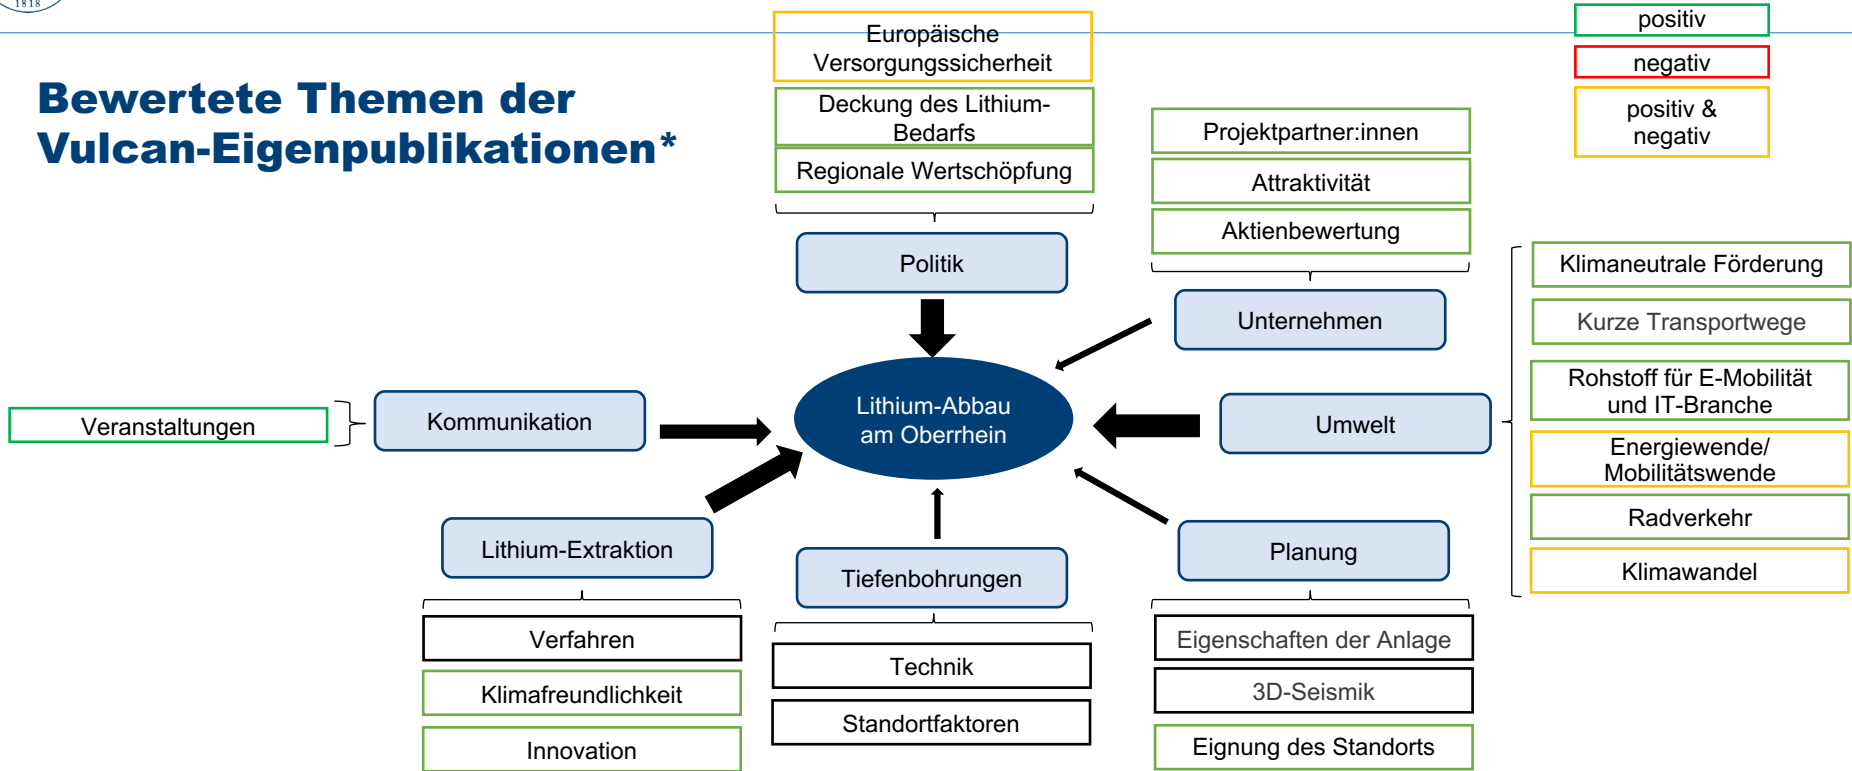 1818
Bewertete Themen der
Vulcan-Eigenpublikationen*
positiv
negativ
positiv &
negativ
Europäische
Versorgungssicherheit
Deckung des Lithium-
Bedarfs
Regionale Wertschöpfung
Politik
Projektpartner:innen
Attraktivität
Aktienbewertung
Unternehmen
Klimaneutrale Förderung
Kurze Transportwege
Rohstoff für E-Mobilität
und IT-Branche
Energiewende/
Mobilitätswende
Radverkehr
Klimawandel
Umwelt
Lithium-Abbau
am Oberrhein
Veranstaltungen
Kommunikation
Lithium-Extraktion
Verfahren
Klimafreundlichkeit
Innovation
Tiefenbohrungen
Technik
Standortfaktoren
Planung
Eigenschaften der Anlage
3D-Seismik
Eignung des Standorts